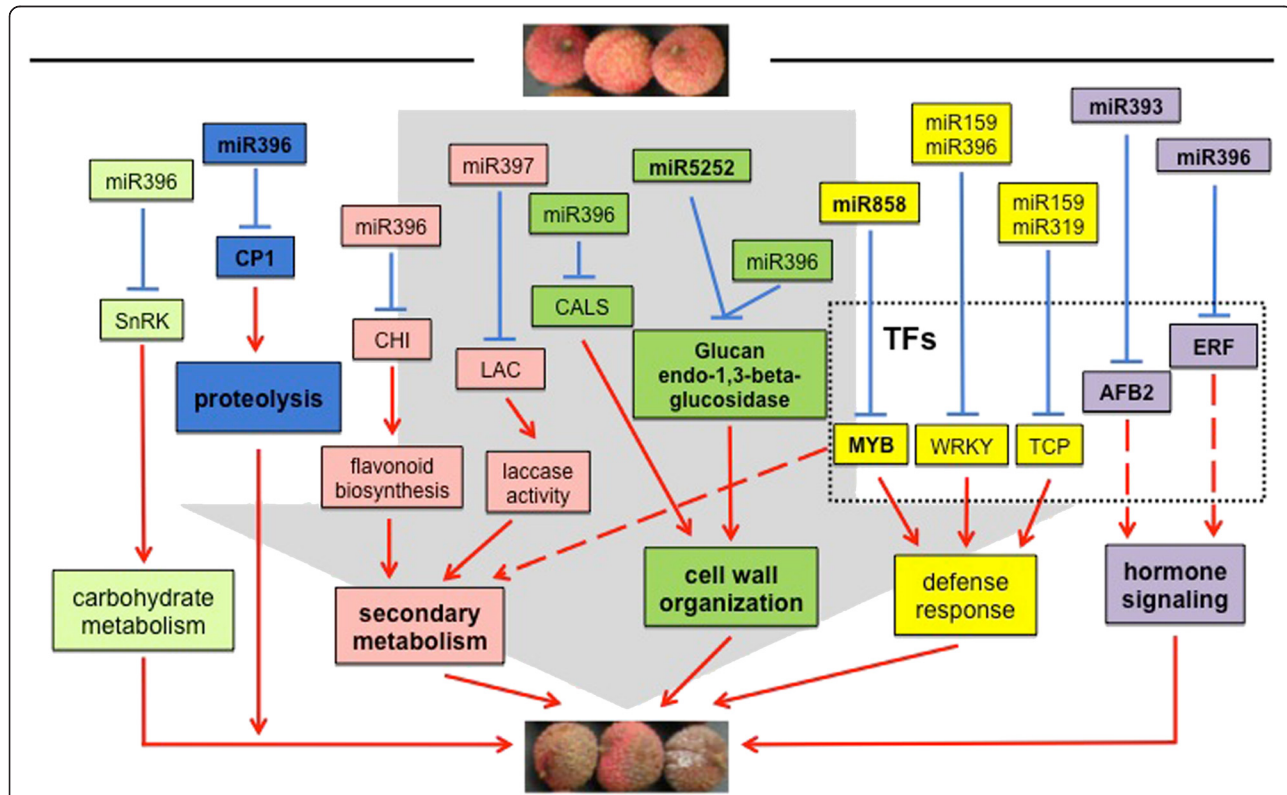 miR396
SnRK
carbohydrate
metabolism
miR396
CP1
proteolysis
miR396
CHI
flavonoid
biosynthesis
miR397
LAC
laccase
activity
secondary
metabolism
miR396
CALS
miR5252
miR396
Glucan
endo-1,3-beta-
glucosidase
cell wall
organization
TFs
miR858
MYB
miR159
miR396
WRKY
miR159
miR319
TCP
defense
response
miR393
AFB2
miR396
ERF
hormone
signaling